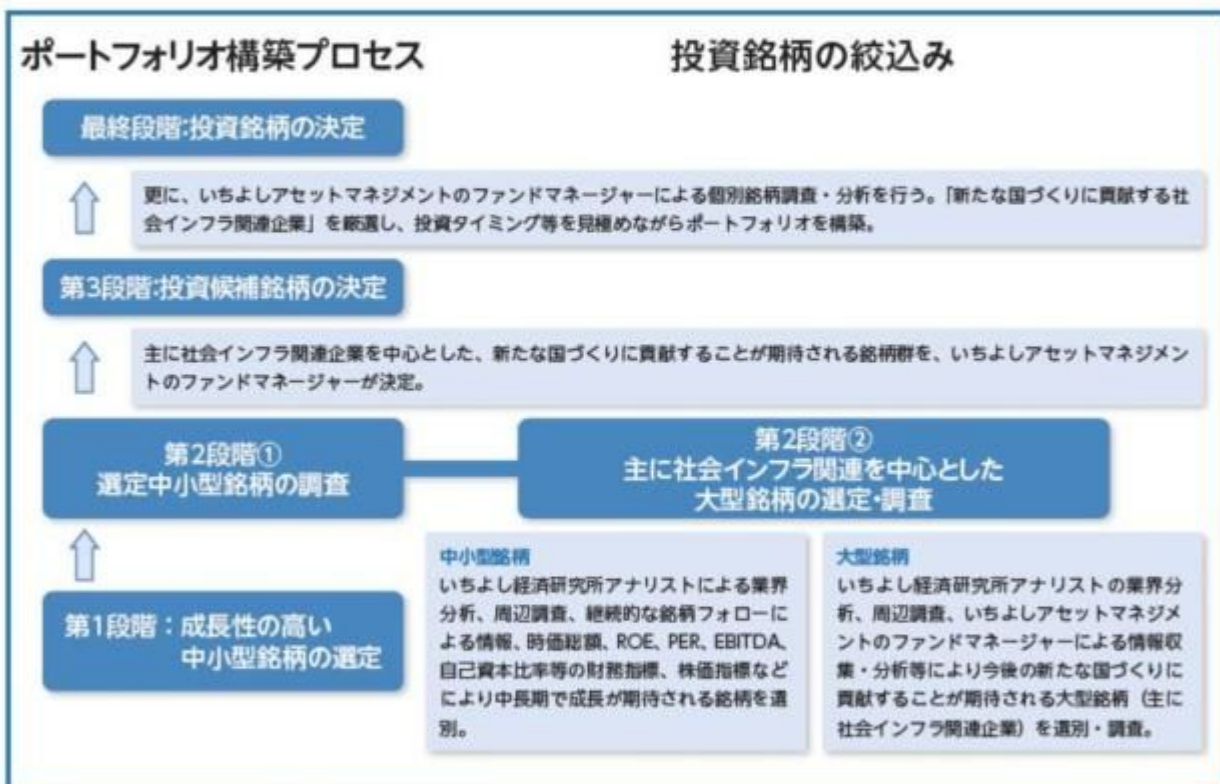 ポートフォリオ構築プロセス
投資銘柄の絞込み
最終段階:投資銘柄の決定
更に、いちよしアセットマネジメントのファンドマネージャーによる個別銘柄調査・分析を行う。「新たな国づくりに貢献する社
会インフラ関連企業」を厳選し、投資タイミング等を見極めながらポートフォリオを構築。
第3段階:投資候補銘柄の決定
主に社会インフラ関連企業を中心とした、新たな国づくりに貢献することが期待される銘柄群を、いちよしアセットマネジメン
トのファンドマネージャーが決定。
第2段階①
選定中小型銘柄の調査
第2段階②
主に社会インフラ関連を中心とした
大型銘柄の選定・調査
第1段階：成長性の高い
中小型銘柄の選定
中小型銘柄
いちよし経済研究所アナリストによる業界
分析、周辺調査、継続的な銘柄フォローに
よる情報、時価総額、ROE、PER、EBITDA、
自己資本比率等の財務指標、株価指標など
により中長期で成長が期待される銘柄を選
別。
大型銘柄
いちよし経済研究所アナリストの業界分
析、周辺調査、いちよしアセットマネジメ
ントのファンドマネージャーによる情報収
集・分析等により今後の新たな国づくりに
貢献することが期待される大型銘柄（主に
社会インフラ関連企業）を選別・調査。